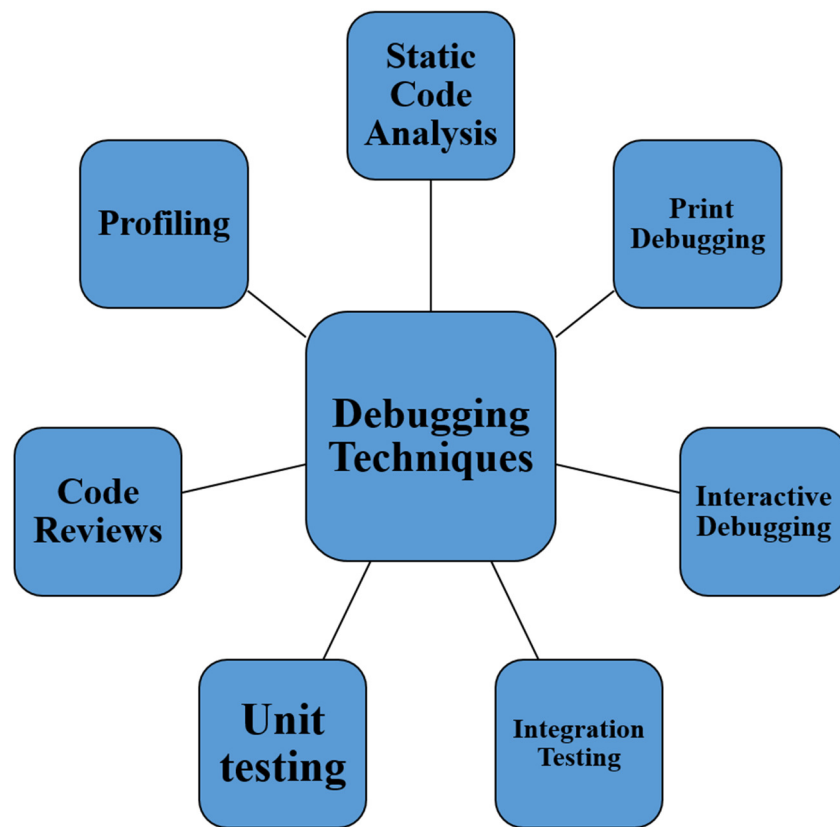 Static
Code
Analysis
Profiling
Print
Debugging
Debugging
Techniques
Code
Reviews
Interactive
Debugging
Unit
testing
Integration
Testing